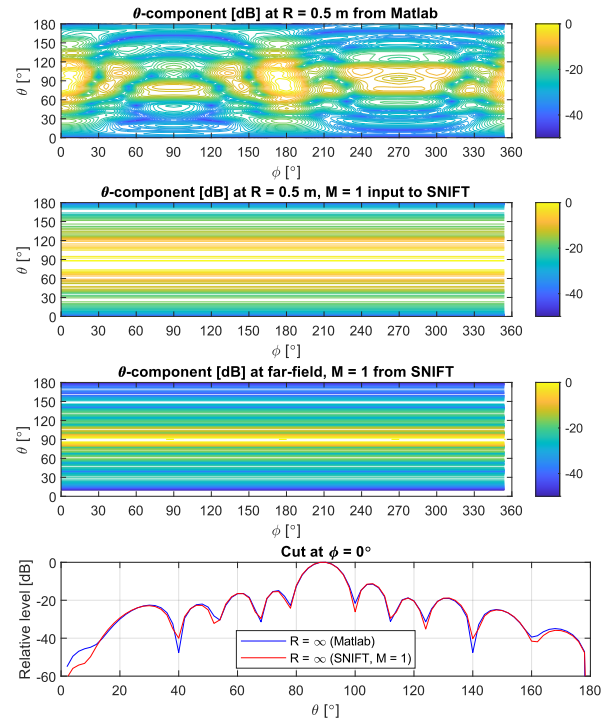 θ-component [dB] at R = 0.5 m from Matlab
180
150
120
90
60
30
0
θ [°]
0 30 60 90 120 150 180 210 240 270 300 330 360
ϕ [°]
0
-20
-40
θ-component [dB] at R = 0.5 m, M = 1 input to SNIFT
180
150
120
90
60
30
0
θ [°]
0 30 60 90 120 150 180 210 240 270 300 330 360
ϕ [°]
0
-20
-40
θ-component [dB] at far-field, M = 1 from SNIFT
180
150
120
90
60
30
0
θ [°]
0 30 60 90 120 150 180 210 240 270 300 330 360
ϕ [°]
0
-20
-40
Cut at ϕ = 0°
Relative level [dB]
0
-20
-40
-60
R = ∞ (Matlab)
R = ∞ (SNIFT, M = 1)
0 20 40 60 80 100 120 140 160 180
θ [°]